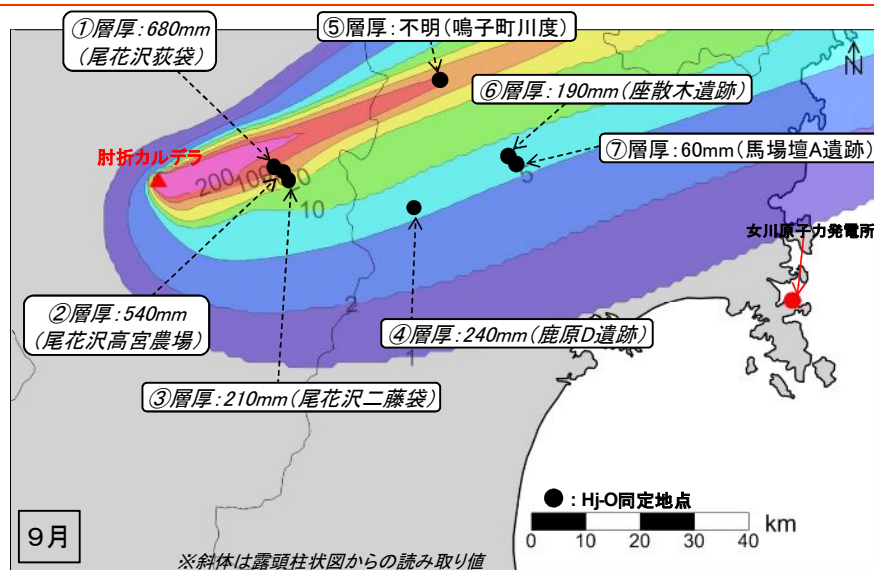 ①層厚:680mm
(尾花沢荻袋)
⑤層厚:不明(鳴子町川度)
N
⑥層厚:190mm(座散木遺跡)
肘折カルデラ
⑦層厚:60mm(馬場壇A遺跡)
200
100
20
10
5
女川原子力発電所
②層厚:540mm
(尾花沢高宮農場)
2
④層厚:240mm(鹿原D遺跡)
1
③層厚:210mm(尾花沢二藤袋)
●:Hj-O同定地点
km
0 10 20 30 40
9月
※斜体は露頭柱状図からの読み取り値